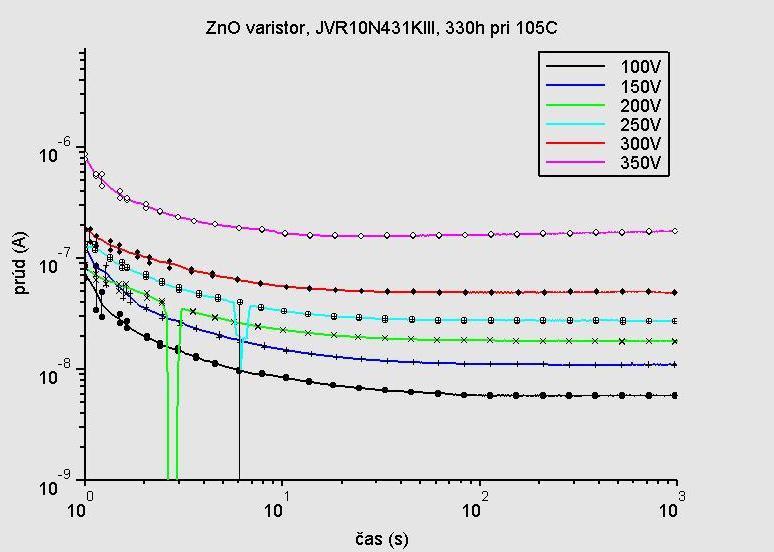 ZnO varistor, JVR10N431KIII, 330h pri 105C
100V
150V
200V
250V
300V
350V
10^-6
10^-7
10^-8
10^-9
prúd (A)
10^0 10^1 10^2 10^3
čas (s)